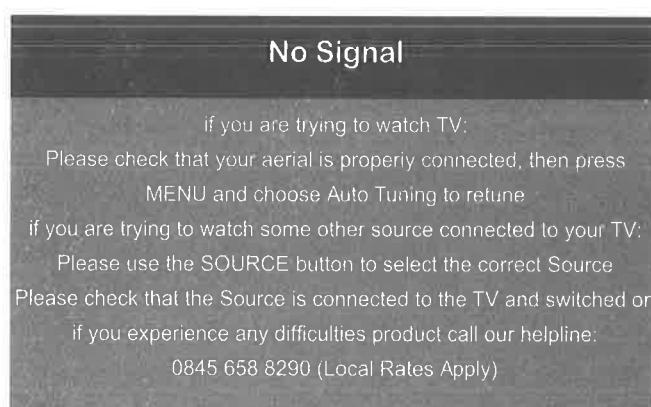 No Signal
if you are trying to watch TV:
Please check that your aerial is properly connected, then press
MENU and choose Auto Tuning to retune
if you are trying to watch some other source connected to your TV:
Please use the SOURCE button to select the correct Source
Please check that the Source is connected to the TV and switched on
if you experience any difficulties product call our helpline:
0845 658 8290 (Local Rates Apply)